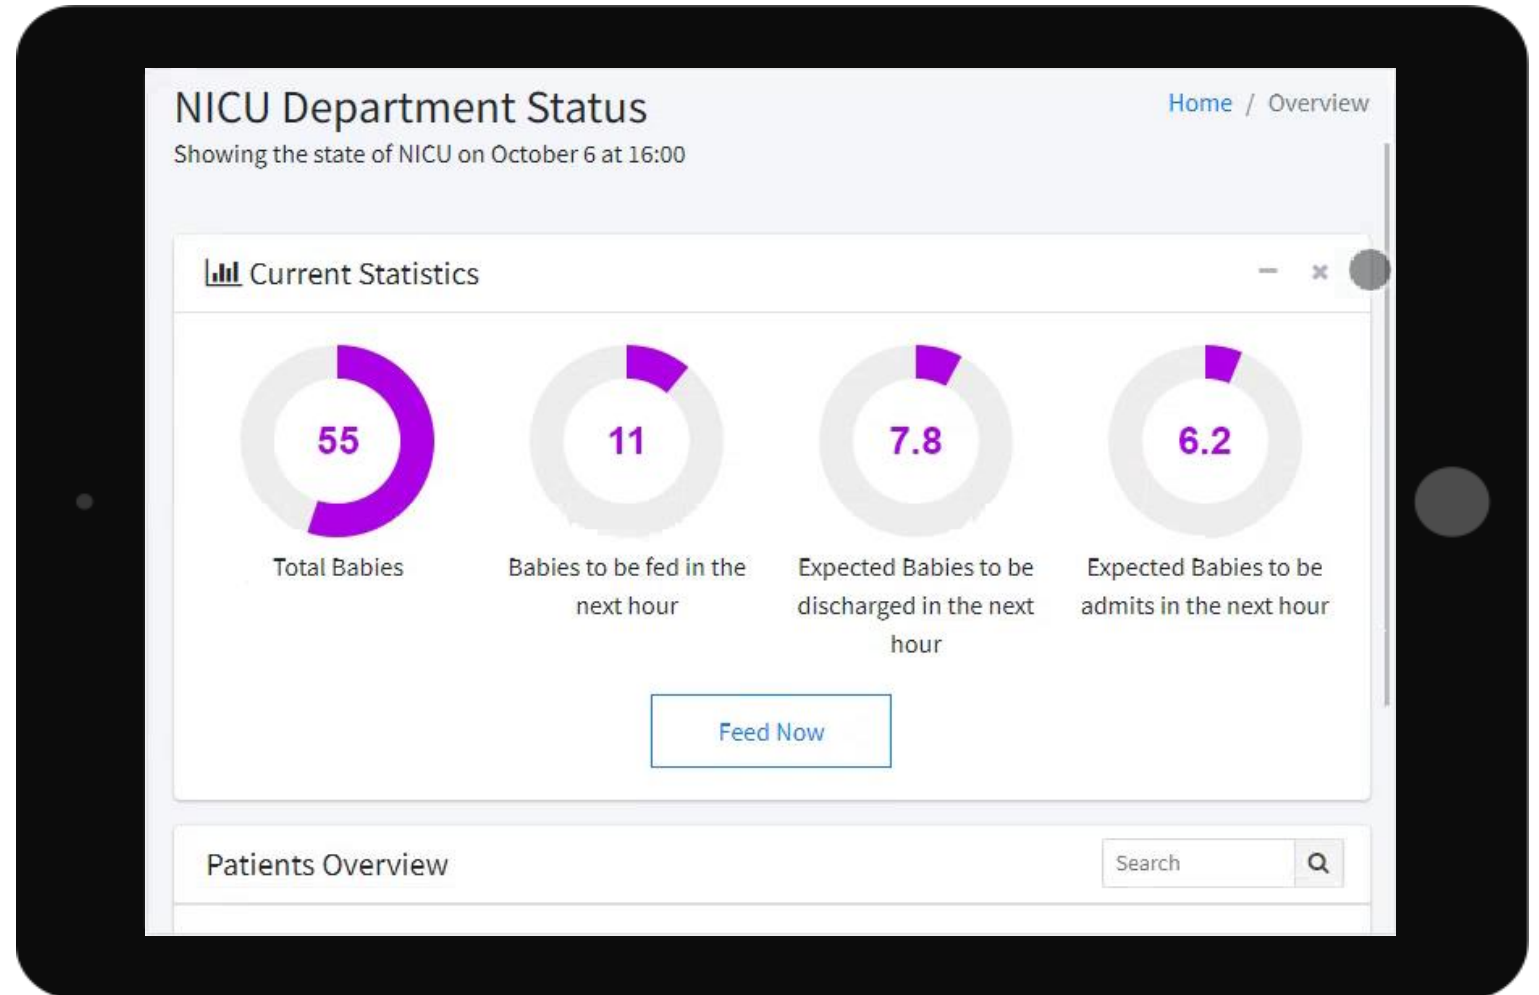 NICU Department Status
Home / Overview
Showing the state of NICU on October 6 at 16:00
Current Statistics
55
11
7.8
6.2
Total Babies
Babies to be fed in the
next hour
Expected Babies to be
discharged in the next
hour
Expected Babies to be
admits in the next hour
Feed Now
Patients Overview
Search